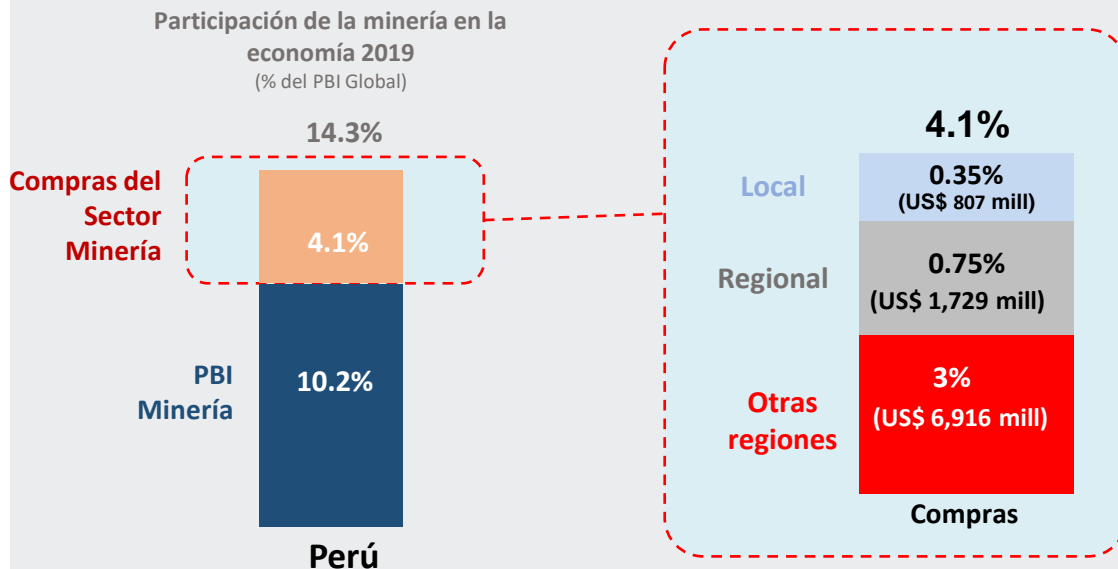 Participación de la minería en la
economía 2019
(% del PBI Global)
14.3%
Compras del
Sector
Minería
4.1%
PBI
Minería
10.2%
Perú
4.1%
Local
0.35%
(US$ 807 mill)
Regional
0.75%
(US$ 1,729 mill)
Otras
regiones
3%
(US$ 6,916 mill)
Compras